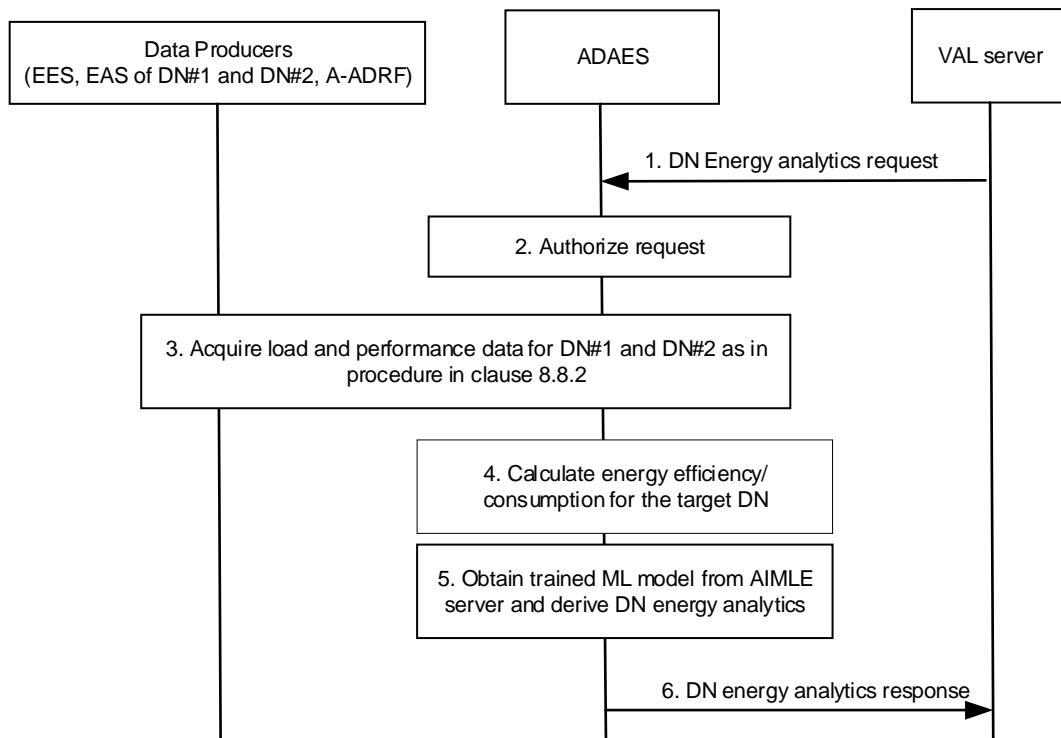 Data Producers
(EES, EAS of DN#1 and DN#2, A-ADRF)
ADAES
VAL server
1. DN Energy analytics request
2. Authorize request
3. Acquire load and performance data for DN#1 and DN#2 as in
procedure in clause 8.8.2
4. Calculate energy efficiency/
consumption for the target DN
5. Obtain trained ML model from AIMLE
server and derive DN energy analytics
6. DN energy analytics response